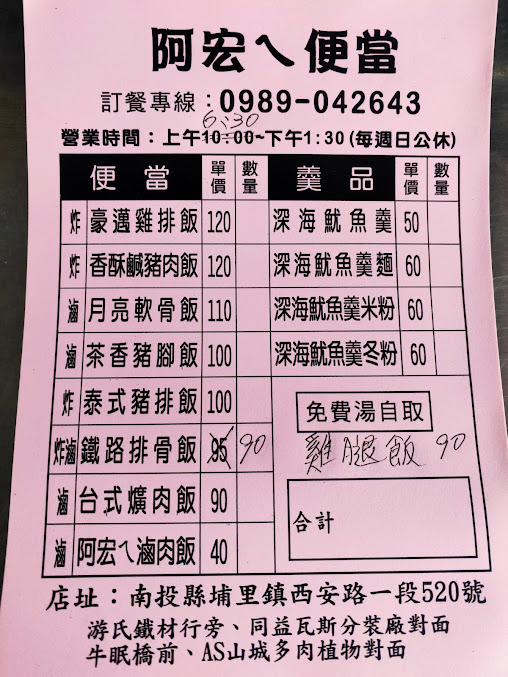 阿宏ㄟ便當
訂餐專線：0989-042643
6:30
營業時間：上午10:00~下午1:30(每週日公休)
便當 單價 數量 羹品 單價 數量
炸 豪邁雞排飯 120 深海魷魚羹 50
炸 香酥鹹豬肉飯 120 深海魷魚羹麵 60
滷 月亮軟骨飯 110 深海魷魚羹米粉 60
滷 茶香豬腳飯 100 深海魷魚羹冬粉 60
炸 泰式豬排飯 100 免費湯自取
炸滷 鐵路排骨飯 95 90 雞腿飯 90
滷 台式爌肉飯 90 合計
滷 阿宏ㄟ滷肉飯 40
店址：南投縣埔里鎮西安路一段520號
游氏鐵材行旁、同益瓦斯分裝廠對面
牛眠橋前、AS山城多肉植物對面